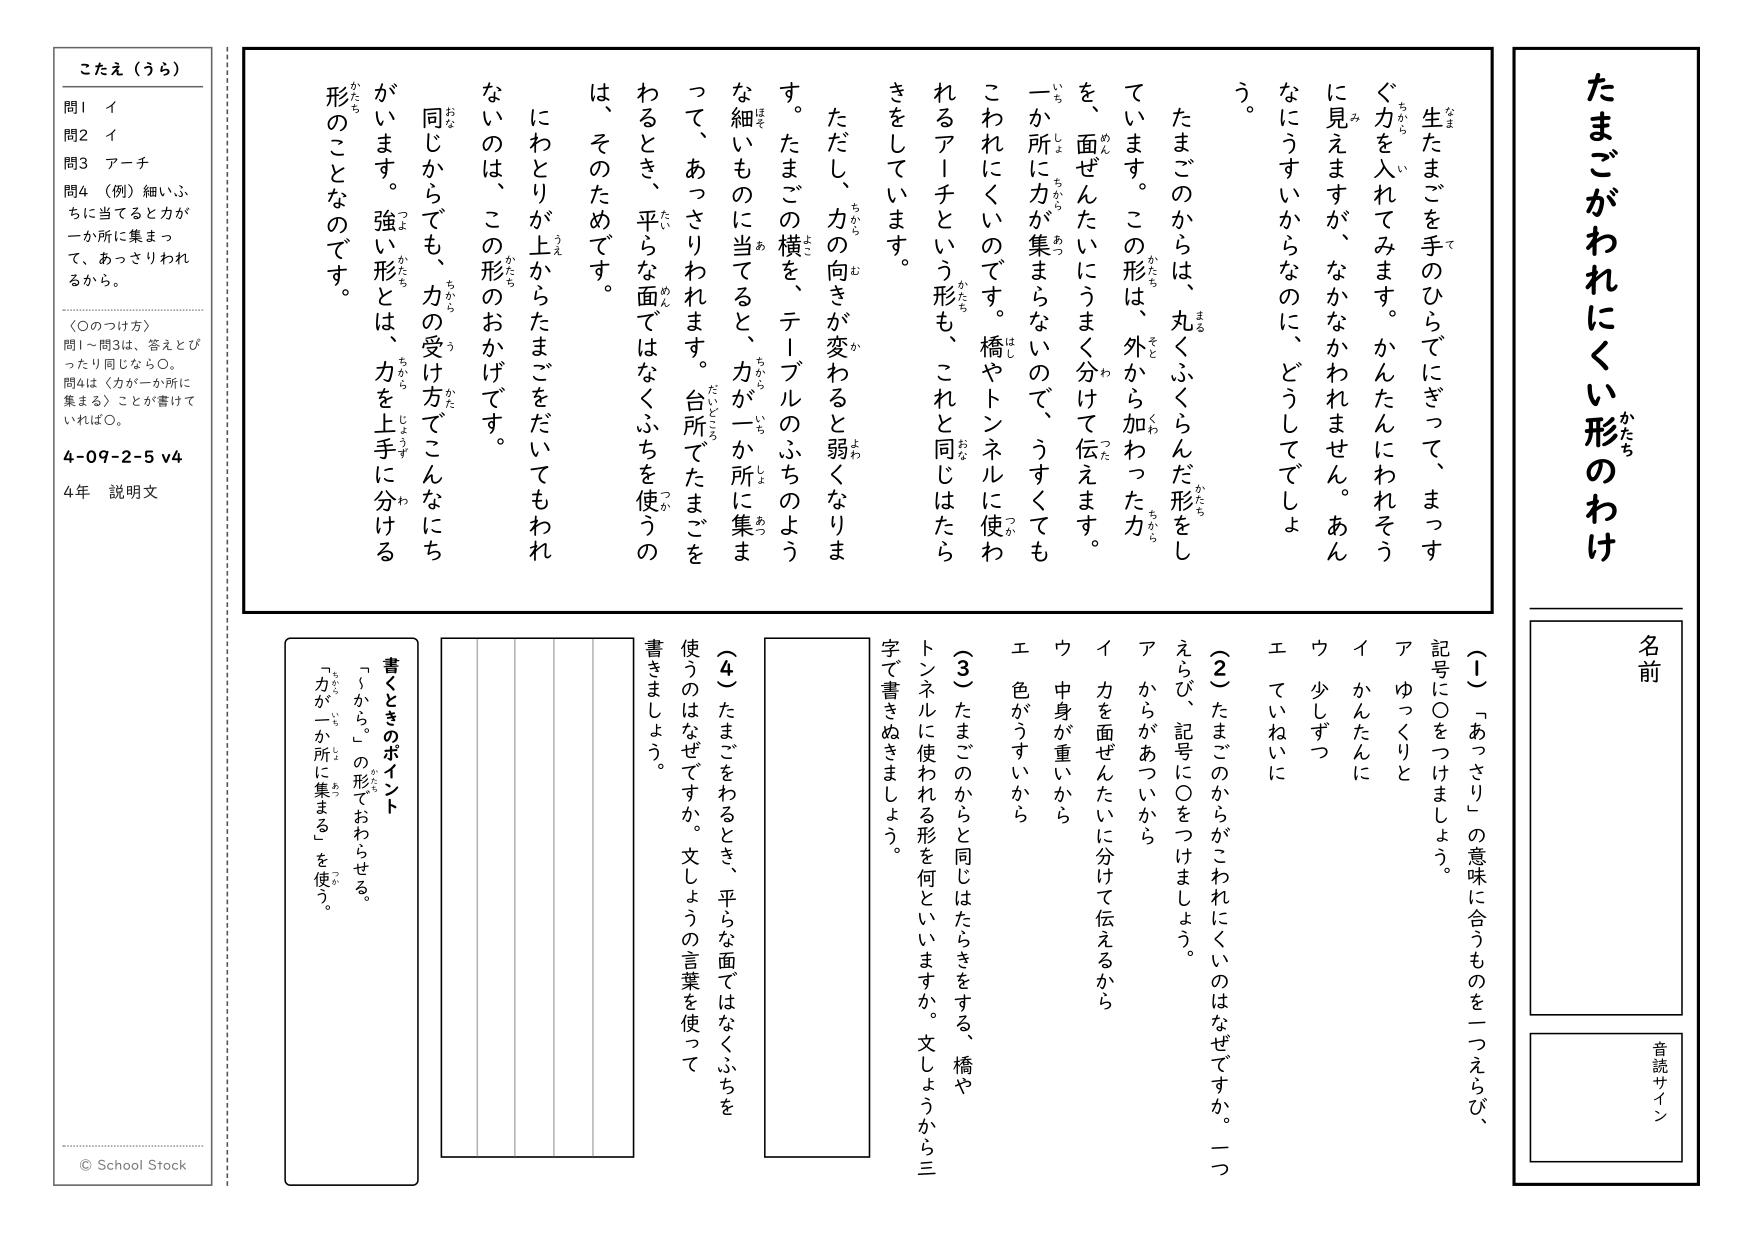 たまごがわれにくい形のわけ
名前
音読サイン
生たまごを手のひらでにぎって、まっす
ぐ力を入れてみます。かんたんにわれそう
に見えますが、なかなかわれません。あん
なにうすいからなのに、どうしてでしょ
う。
たまごのからは、丸くふくらんだ形をし
ています。この形は、外から加わった力
を、面ぜんたいにうまく分けて伝えます。
一か所に力が集まらないので、うすくても
こわれにくいのです。橋やトンネルに使わ
れるアーチという形も、これと同じはたら
きをしています。
ただし、力の向きが変わると弱くなりま
す。たまごの横を、テーブルのふちのよう
な細いものに当てると、力が一か所に集ま
って、あっさりわれます。台所でたまごを
わるとき、平らな面ではなくふちを使うの
は、そのためです。
にわとりが上からたまごをだいてもわれ
ないのは、この形のおかげです。
同じからでも、力の受け方でこんなにち
がいます。強い形とは、力を上手に分ける
形のことなのです。
(1)「あっさり」の意味に合うものを一つえらび、
記号に○をつけましょう。
ア ゆっくりと
イ かんたんに
ウ 少しずつ
エ ていねいに
(2)たまごのからがこわれにくいのはなぜですか。一つ
えらび、記号に○をつけましょう。
ア からがあついから
イ 力を面ぜんたいに分けて伝えるから
ウ 中身が重いから
エ 色がうすいから
(3)たまごのからと同じはたらきをする、橋や
トンネルに使われる形を何といいますか。文しょうから三
字で書きぬきましょう。
(4)たまごをわるとき、平らな面ではなくふちを
使うのはなぜですか。文しょうの言葉を使って
書きましょう。
書くときのポイント
「〜から。」の形でおわらせる。
「力が一か所に集まる」を使う。
こたえ（うら）
問1 イ
問2 イ
問3 アーチ
問4 （例）細いふ
ちに当てると力が
一か所に集まっ
て、あっさりわれ
るから。
〈○のつけ方〉
問1〜問3は、答えとぴ
ったり同じなら○。
問4は〈力が一か所に
集まる〉ことが書けて
いれば○。
4-09-2-5 v4
4年 説明文
© School Stock